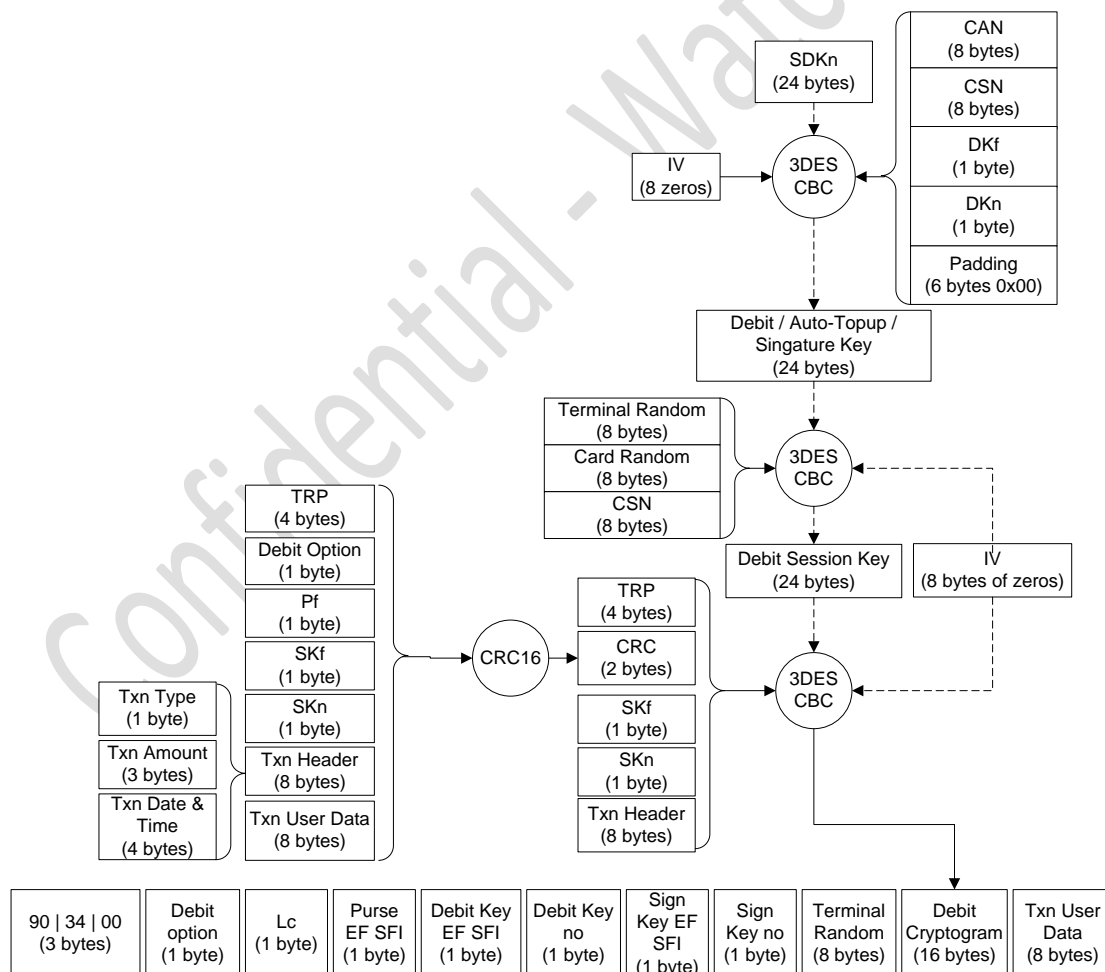 Confidential - Water
SDKn
(24 bytes)
CAN
(8 bytes)
CSN
(8 bytes)
DKf
(1 byte)
DKn
(1 byte)
Padding
(6 bytes 0x00)
IV
(8 zeros)
3DES
CBC
Debit / Auto-Topup /
Singature Key
(24 bytes)
Terminal Random
(8 bytes)
Card Random
(8 bytes)
CSN
(8 bytes)
3DES
CBC
Debit Session Key
(24 bytes)
IV
(8 bytes of zeros)
TRP
(4 bytes)
Debit Option
(1 byte)
Pf
(1 byte)
SKf
(1 byte)
SKn
(1 byte)
Txn Header
(8 bytes)
Txn User Data
(8 bytes)
Txn Type
(1 byte)
Txn Amount
(3 bytes)
Txn Date &
Time
(4 bytes)
CRC16
TRP
(4 bytes)
CRC
(2 bytes)
SKf
(1 byte)
SKn
(1 byte)
Txn Header
(8 bytes)
3DES
CBC
90 | 34 | 00
(3 bytes)
Debit
option
(1 byte)
Lc
(1 byte)
Purse
EF SFI
(1 byte)
Debit Key
EF SFI
(1 byte)
Debit Key
no
(1 byte)
Sign
Key EF
SFI
(1 byte)
Sign
Key no
(1 byte)
Terminal
Random
(8 bytes)
Debit
Cryptogram
(16 bytes)
Txn User
Data
(8 bytes)